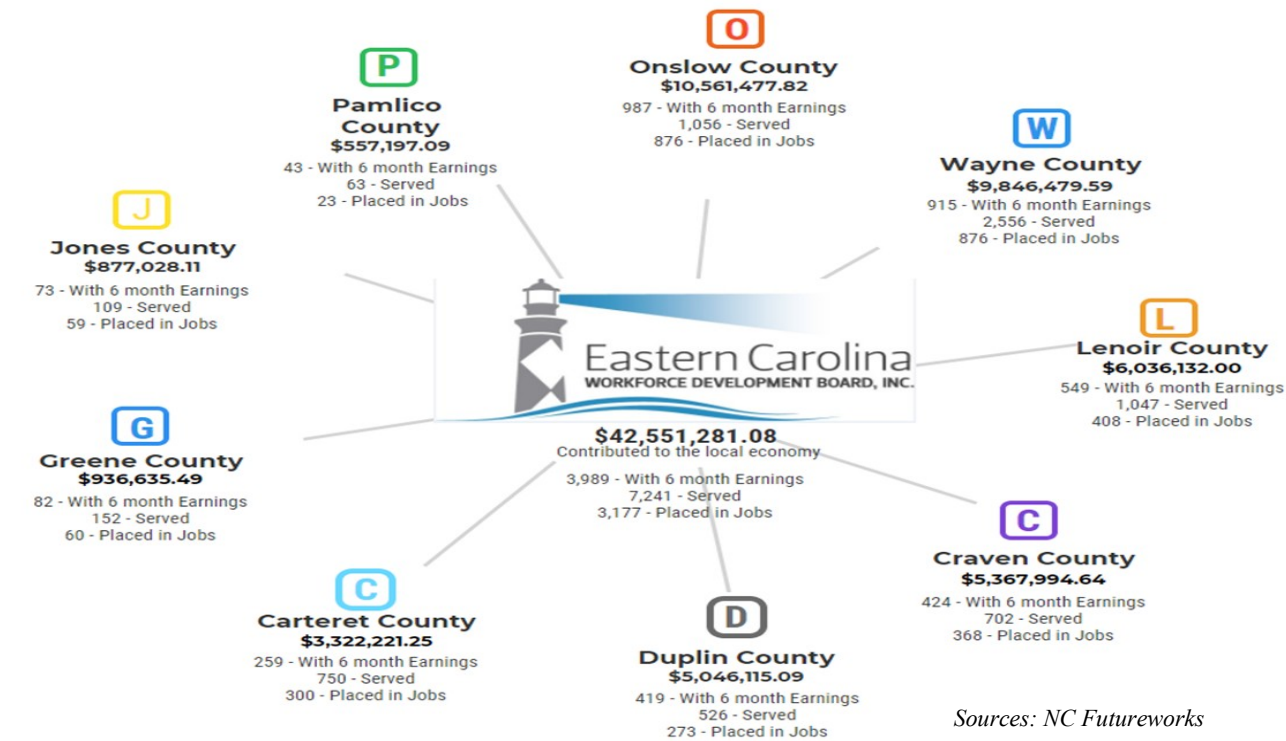 O
Onslow County
$10,561,477.82
987 - With 6 month Earnings
1,056 - Served
876 - Placed in Jobs
P
Pamlico
County
$557,197.09
43 - With 6 month Earnings
63 - Served
23 - Placed in Jobs
W
Wayne County
$9,846,479.59
915 - With 6 month Earnings
2,556 - Served
876 - Placed in Jobs
J
Jones County
$877,028.11
73 - With 6 month Earnings
109 - Served
59 - Placed in Jobs
L
Lenoir County
$6,036,132.00
549 - With 6 month Earnings
1,047 - Served
408 - Placed in Jobs
Eastern Carolina
WORKFORCE DEVELOPMENT BOARD, INC.
$42,551,281.08
Contributed to the local economy
3,989 - With 6 month Earnings
7,241 - Served
3,177 - Placed in Jobs
G
Greene County
$936,635.49
82 - With 6 month Earnings
152 - Served
60 - Placed in Jobs
C
Craven County
$5,367,994.64
424 - With 6 month Earnings
702 - Served
368 - Placed in Jobs
C
Carteret County
$3,322,221.25
259 - With 6 month Earnings
750 - Served
300 - Placed in Jobs
D
Duplin County
$5,046,115.09
419 - With 6 month Earnings
526 - Served
273 - Placed in Jobs
Sources: NC Futureworks